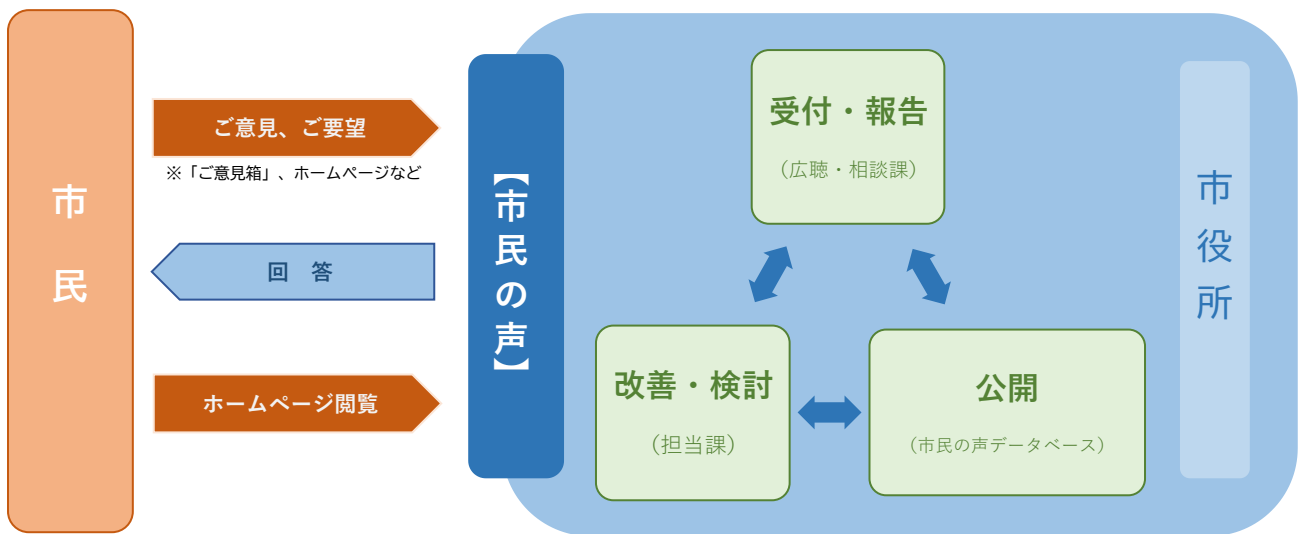 市民
ご意見、ご要望
※「ご意見箱」、ホームページなど
回　答
ホームページ閲覧
【市民の声】
受付・報告
（広聴・相談課）
改善・検討
（担当課）
公開
（市民の声データベース）
市役所